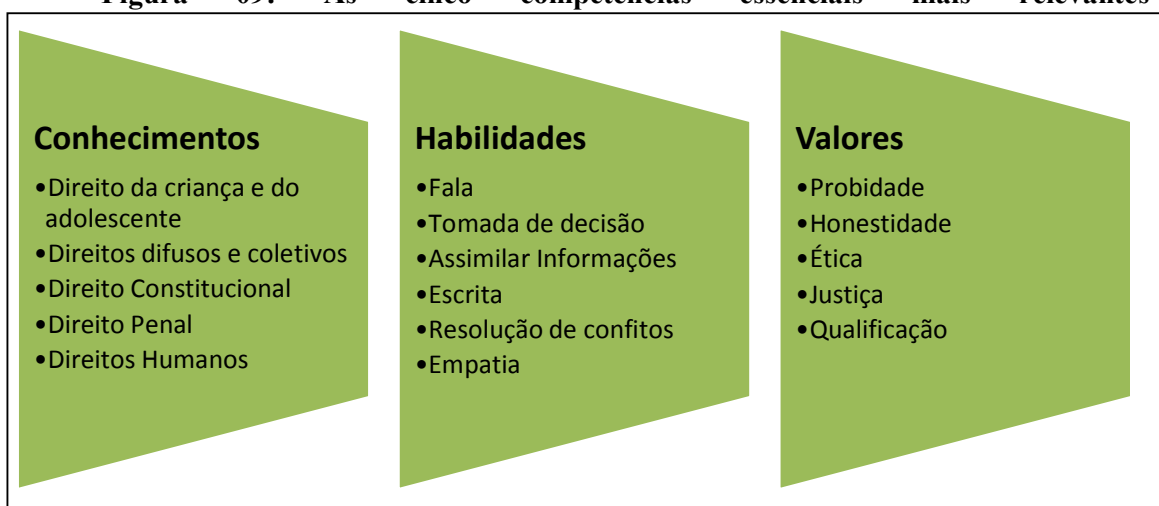 Figura 09: As cinco competências essenciais mais relevantes
Conhecimentos
•Direito da criança e do
adolescente
•Direitos difusos e coletivos
•Direito Constitucional
•Direito Penal
•Direitos Humanos
Habilidades
•Fala
•Tomada de decisão
•Assimilar Informações
•Escrita
•Resolução de confitos
•Empatia
Valores
•Probidade
•Honestidade
•Ética
•Justiça
•Qualificação